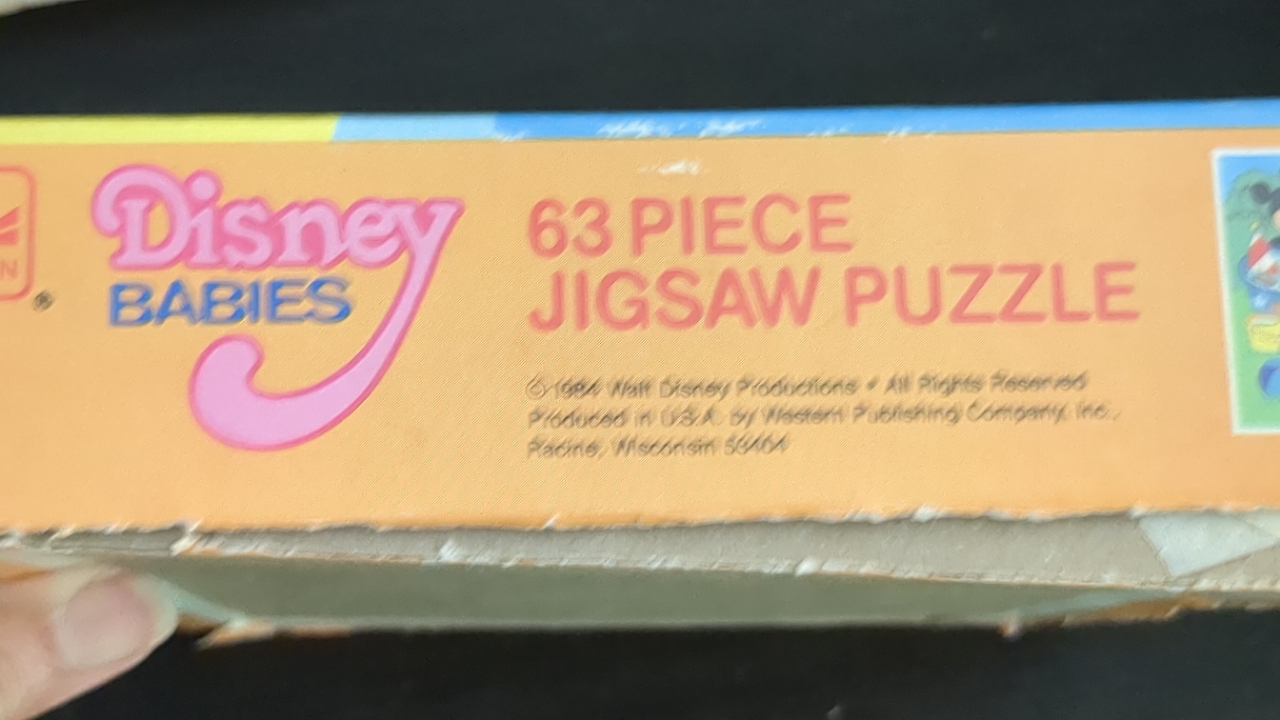 N
®
Disney
BABIES
63 PIECE
JIGSAW PUZZLE
© 1984 Walt Disney Productions • All Rights Reserved
Produced in U.S.A. by Western Publishing Company, Inc.,
Racine, Wisconsin 53404